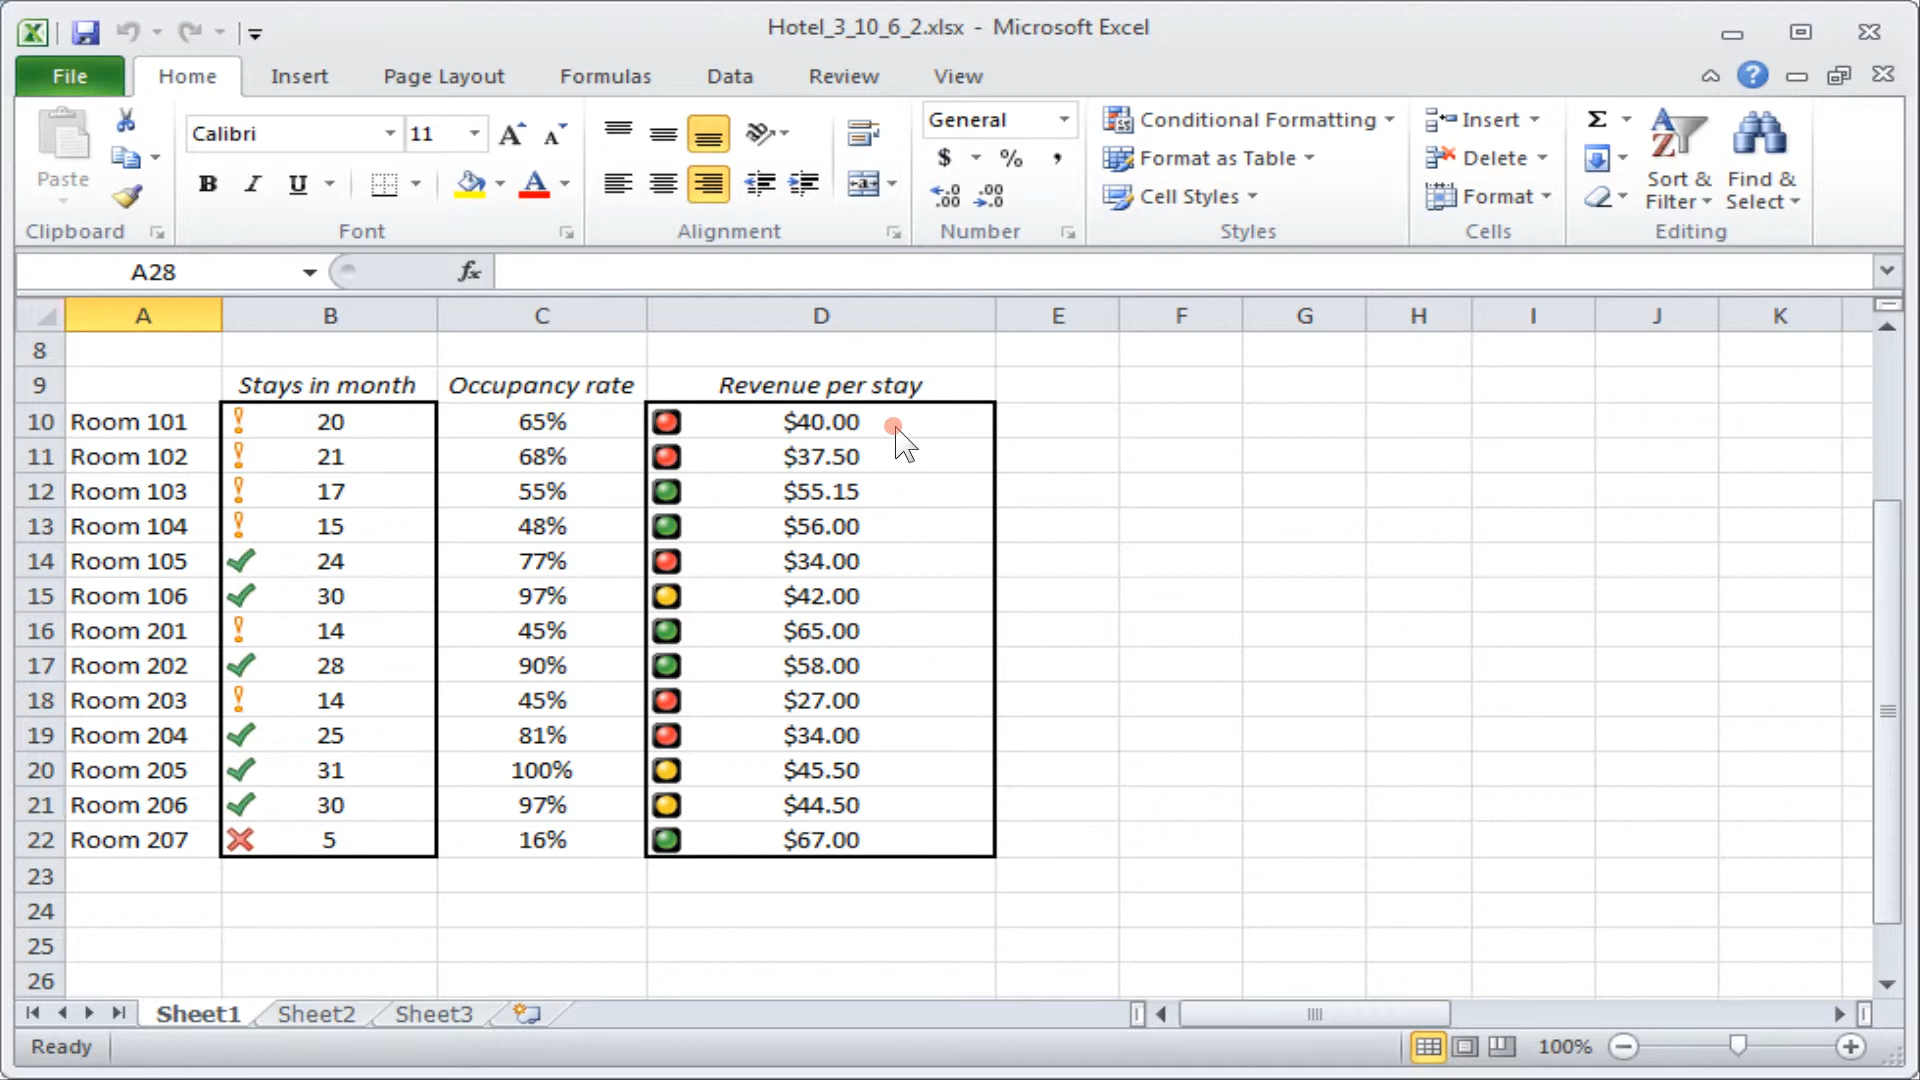 Hotel_3_10_6_2.xlsx - Microsoft Excel
File Home Insert Page Layout Formulas Data Review View
Paste
Clipboard
Calibri 11
B I U A
Font
Alignment
General
$ % ,
Number
Conditional Formatting
Format as Table
Cell Styles
Styles
Insert
Delete
Format
Cells
Σ
Sort & Filter
Find & Select
Editing
A28 fx
A B C D E F G H I J K
8
9 Stays in month Occupancy rate Revenue per stay
10 Room 101 20 65% $40.00
11 Room 102 21 68% $37.50
12 Room 103 17 55% $55.15
13 Room 104 15 48% $56.00
14 Room 105 24 77% $34.00
15 Room 106 30 97% $42.00
16 Room 201 14 45% $65.00
17 Room 202 28 90% $58.00
18 Room 203 14 45% $27.00
19 Room 204 25 81% $34.00
20 Room 205 31 100% $45.50
21 Room 206 30 97% $44.50
22 Room 207 5 16% $67.00
23
24
25
26
Sheet1 Sheet2 Sheet3
Ready 100%